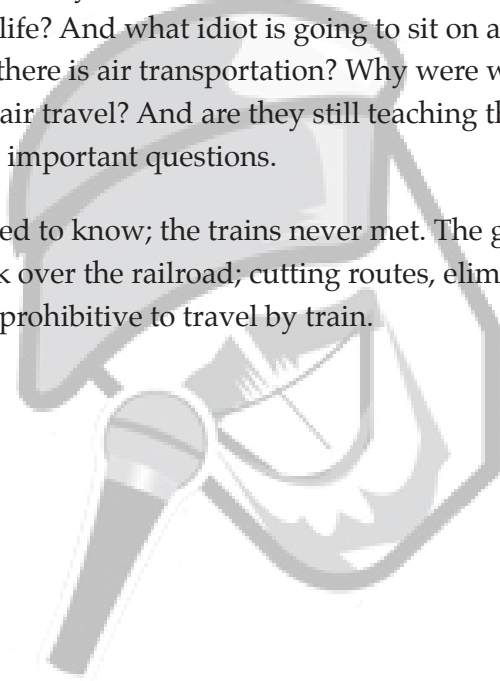 life? And what idiot is going to sit on a
there is air transportation? Why were w
air travel? And are they still teaching th
important questions.
ed to know; the trains never met. The g
k over the railroad; cutting routes, elim
prohibitive to travel by train.